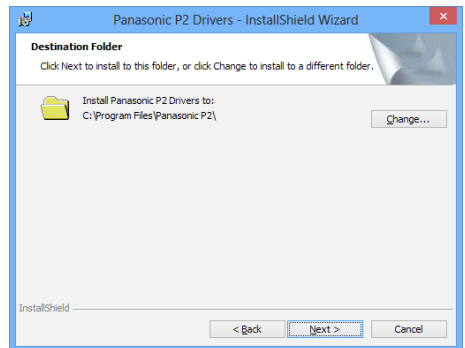 Panasonic P2 Drivers - InstallShield Wizard
Destination Folder
Click Next to install to this folder, or click Change to install to a different folder.
Install Panasonic P2 Drivers to:
C:\Program Files\Panasonic P2\
Change...
InstallShield
< Back
Next >
Cancel